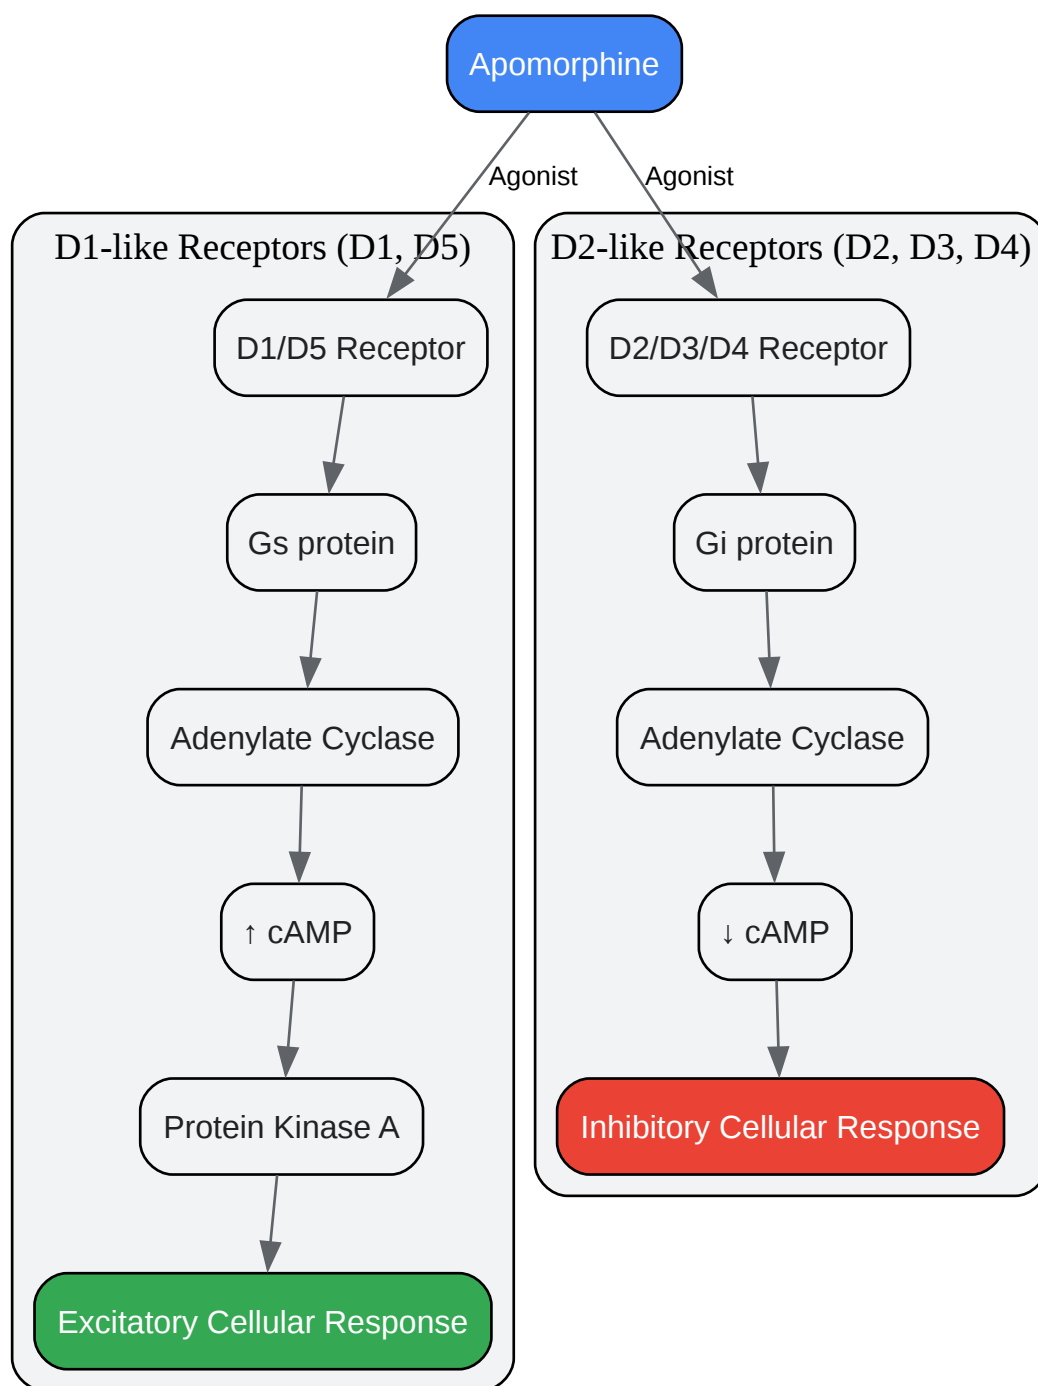 Apomorphine
Agonist
Agonist
D1-like Receptors (D1, D5)
D2-like Receptors (D2, D3, D4)
D1/D5 Receptor
D2/D3/D4 Receptor
Gs protein
Gi protein
Adenylate Cyclase
Adenylate Cyclase
↑ cAMP
↓ cAMP
Protein Kinase A
Inhibitory Cellular Response
Excitatory Cellular Response